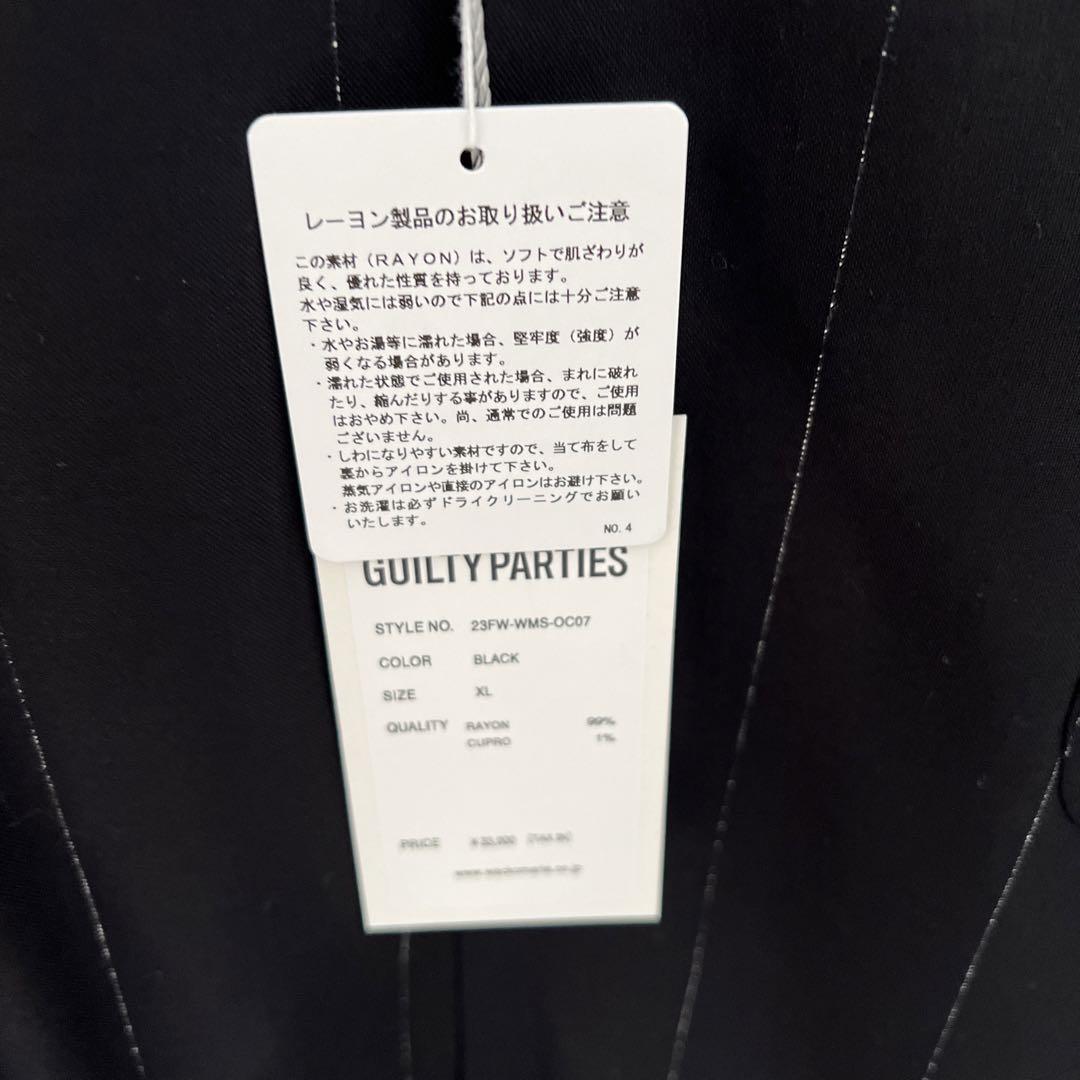 レーヨン製品のお取り扱いご注意
この素材（RAYON）は、ソフトで肌ざわりが
良く、優れた性質を持っております。
水や湿気には弱いので下記の点には十分ご注意
下さい。
・水やお湯等に濡れた場合、堅牢度（強度）が
弱くなる場合があります。
・濡れた状態でご使用された場合、まれに破れ
たり、縮んだりする事がありますので、ご使用
はおやめ下さい。尚、通常でのご使用は問題
ございません。
・しわになりやすい素材ですので、当て布をして
裏からアイロンを掛けて下さい。
蒸気アイロンや直接のアイロンはお避け下さい。
・お洗濯は必ずドライクリーニングでお願い
いたします。
NO. 4
GUILTY PARTIES
STYLE NO. 23FW-WMS-OC07
COLOR BLACK
SIZE XL
QUALITY RAYON 99%
CUPRO 1%
PRICE ¥33,000
www.wackomaria.co.jp